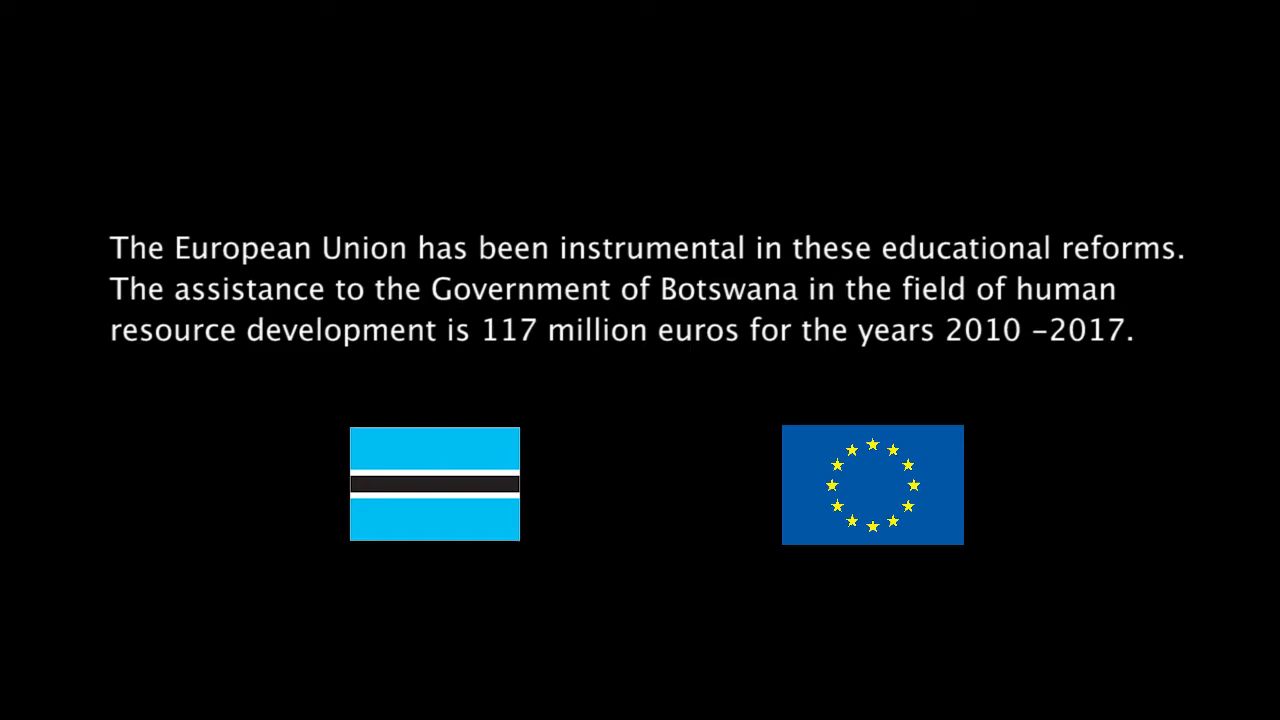 The European Union has been instrumental in these educational reforms.
The assistance to the Government of Botswana in the field of human
resource development is 117 million euros for the years 2010 –2017.